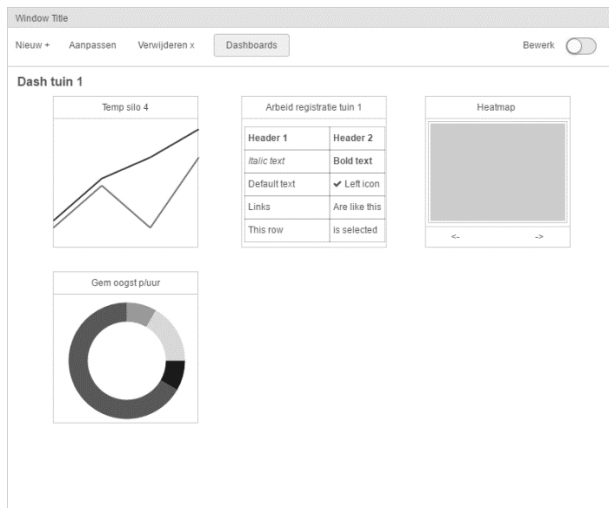 Window Title
Nieuw + Aanpassen Verwijderen x Dashboards Bewerk
Dash tuin 1
Temp silo 4
Arbeid registratie tuin 1
Header 1 Header 2
Italic text Bold text
Default text ✔ Left icon
Links Are like this
This row is selected
Heatmap
<- ->
Gem oogst p/uur